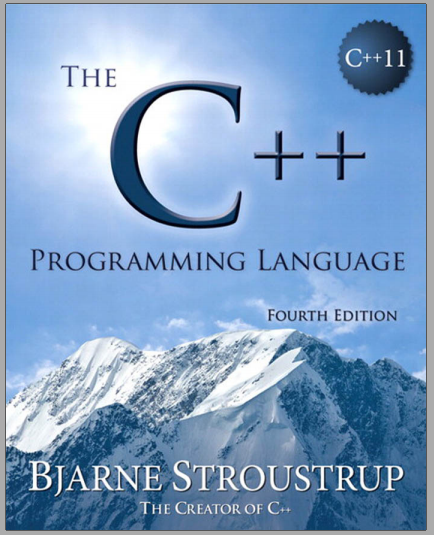 C++11
THE
C++
PROGRAMMING LANGUAGE
FOURTH EDITION
BJARNE STROUSTRUP
THE CREATOR OF C++